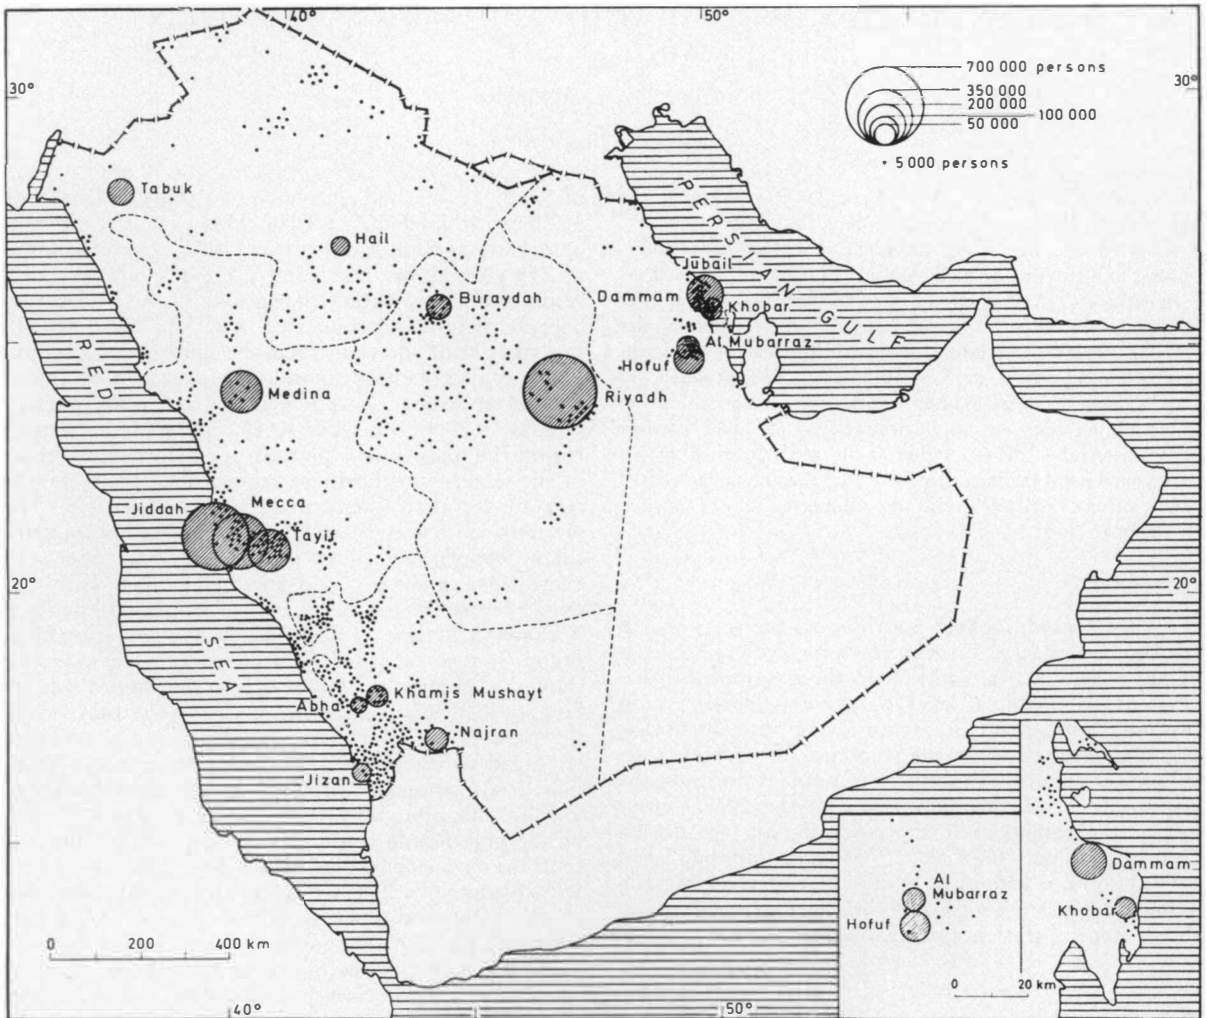 40°
50°
30°
30°
700 000 persons
350 000
200 000
100 000
50 000
5 000 persons
Tabuk
PERSIAN GULF
Hail
Jubail
Buraydah
Dammam
Khobar
Al Mubarraz
Hofuf
RED SEA
Medina
Riyadh
Mecca
Jiddah
Tayif
20°
20°
Khamis Mushayt
Abha
Najran
Jizan
Dammam
Al
Mubarraz
Khobar
Hofuf
0 200 400 km
0 20 km
40°
50°